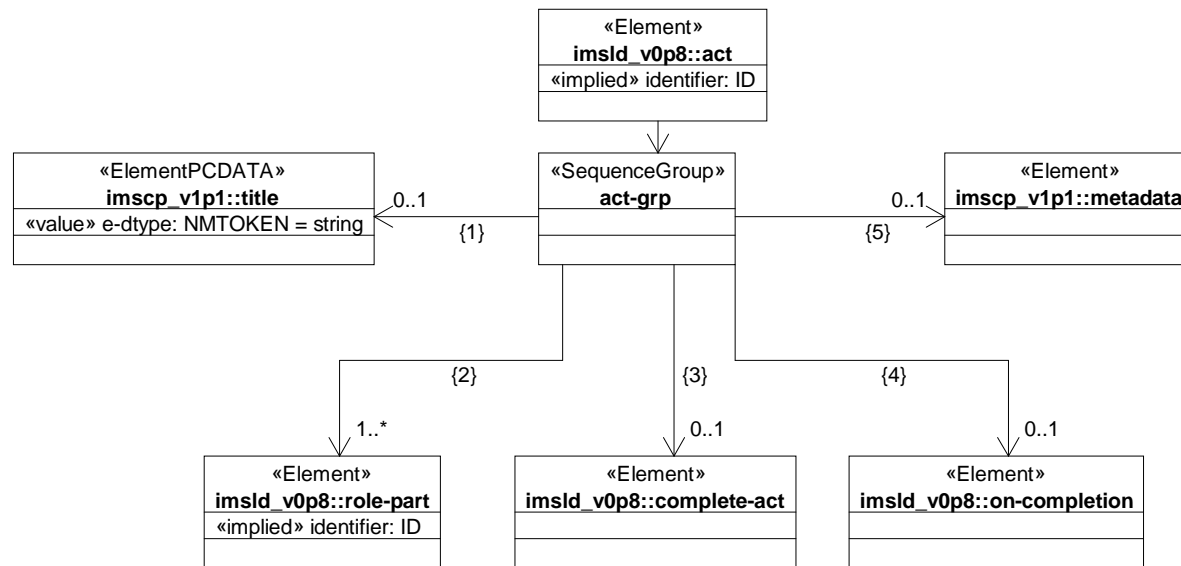 «Element»
imsld_v0p8::act
«implied» identifier: ID
«ElementPCDATA»
imscp_v1p1::title
«value» e-dtype: NMTOKEN = string
0..1
{1}
«SequenceGroup»
act-grp
0..1
{5}
«Element»
imscp_v1p1::metadata
{2}
{3}
{4}
1..*
0..1
0..1
«Element»
imsld_v0p8::role-part
«implied» identifier: ID
«Element»
imsld_v0p8::complete-act
«Element»
imsld_v0p8::on-completion